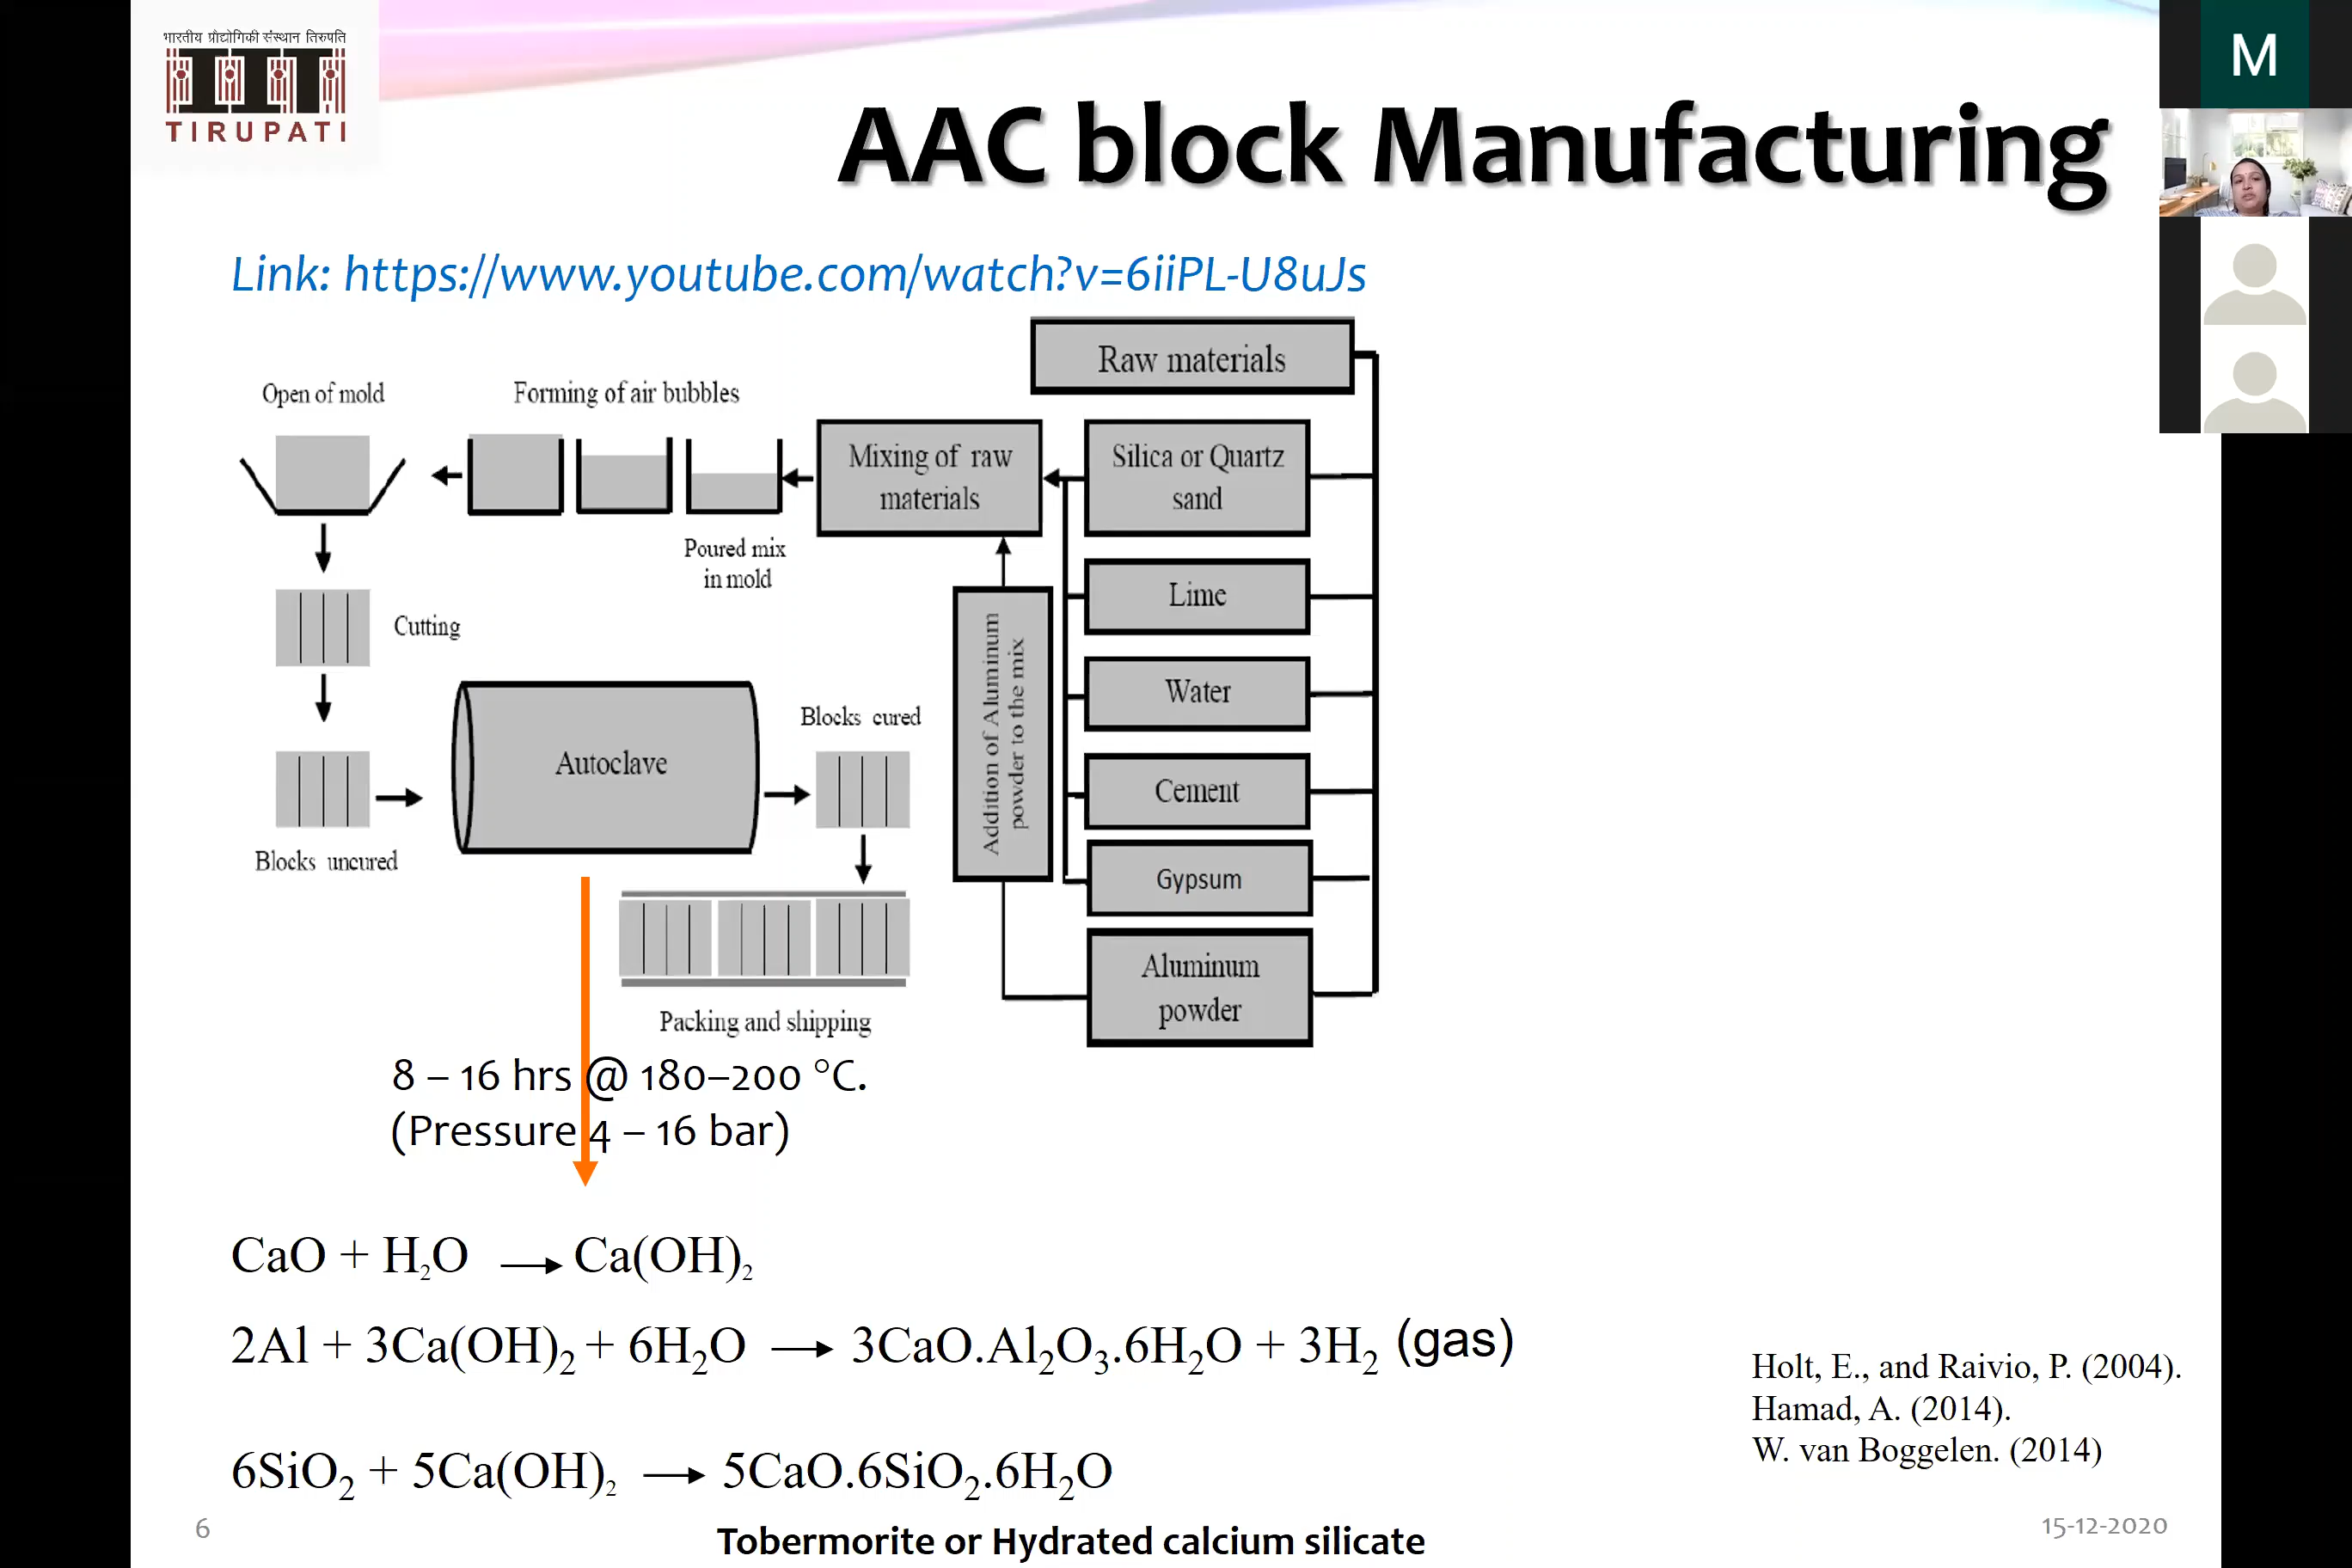 भारतीय प्रौद्योगिकी संस्थान तिरुपति
TIRUPATI
M
AAC block Manufacturing
Link: https://www.youtube.com/watch?v=6iiPL-U8uJs
Raw materials
Open of mold
Forming of air bubbles
Mixing of raw
materials
Silica or Quartz
sand
Poured mix
in mold
Lime
Cutting
Addition of Aluminum
powder to the mix
Water
Blocks cured
Autoclave
Cement
Blocks uncured
Gypsum
Aluminum
powder
Packing and shipping
8 – 16 hrs @ 180–200 °C.
(Pressure 4 – 16 bar)
CaO + H₂O → Ca(OH)₂
2Al + 3Ca(OH)₂ + 6H₂O → 3CaO.Al₂O₃.6H₂O + 3H₂ (gas)
Holt, E., and Raivio, P. (2004).
Hamad, A. (2014).
W. van Boggelen. (2014)
6SiO₂ + 5Ca(OH)₂ → 5CaO.6SiO₂.6H₂O
Tobermorite or Hydrated calcium silicate
6
15-12-2020